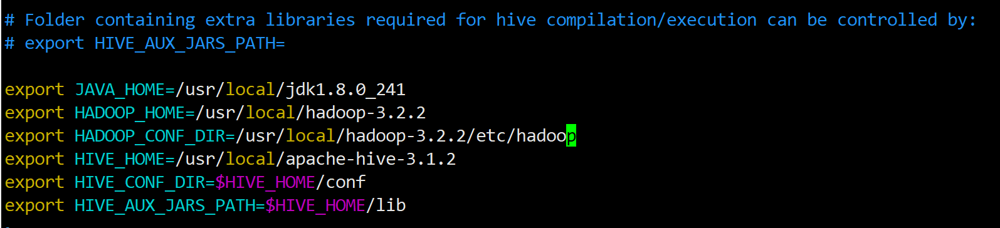 # Folder containing extra libraries required for hive compilation/execution can be controlled by:
# export HIVE_AUX_JARS_PATH=
export JAVA_HOME=/usr/local/jdk1.8.0_241
export HADOOP_HOME=/usr/local/hadoop-3.2.2
export HADOOP_CONF_DIR=/usr/local/hadoop-3.2.2/etc/hadoop
export HIVE_HOME=/usr/local/apache-hive-3.1.2
export HIVE_CONF_DIR=$HIVE_HOME/conf
export HIVE_AUX_JARS_PATH=$HIVE_HOME/lib